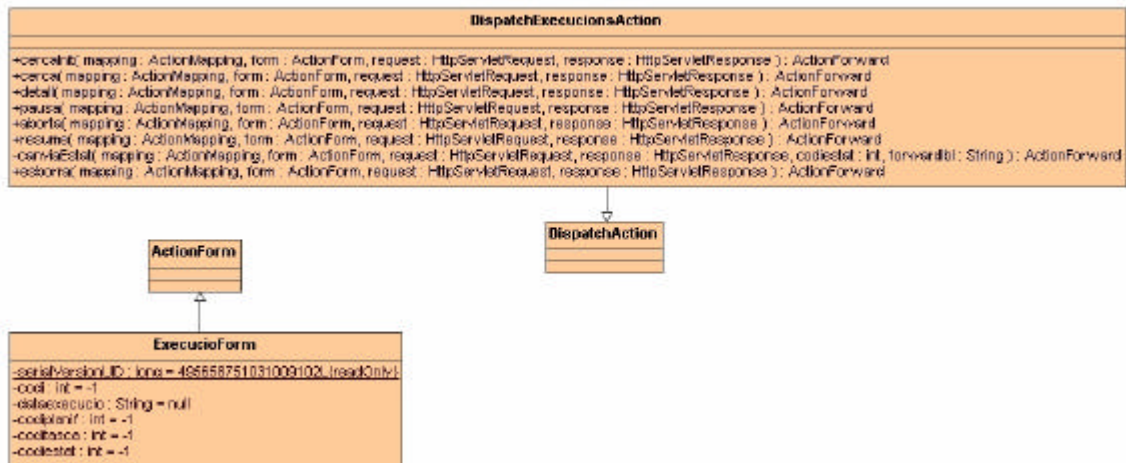 DispatchExecucionsAction
+cercaInit( mapping : ActionMapping, form : ActionForm, request : HttpServletRequest, response : HttpServletResponse ) : ActionForward
+cerca( mapping : ActionMapping, form : ActionForm, request : HttpServletRequest, response : HttpServletResponse ) : ActionForward
+detall( mapping : ActionMapping, form : ActionForm, request : HttpServletRequest, response : HttpServletResponse ) : ActionForward
+pausa( mapping : ActionMapping, form : ActionForm, request : HttpServletRequest, response : HttpServletResponse ) : ActionForward
+aborta( mapping : ActionMapping, form : ActionForm, request : HttpServletRequest, response : HttpServletResponse ) : ActionForward
+resume( mapping : ActionMapping, form : ActionForm, request : HttpServletRequest, response : HttpServletResponse ) : ActionForward
-canviaEstat( mapping : ActionMapping, form : ActionForm, request : HttpServletRequest, response : HttpServletResponse, codiestat : int, forwardlbl : String ) : ActionForward
+esborra( mapping : ActionMapping, form : ActionForm, request : HttpServletRequest, response : HttpServletResponse ) : ActionForward
DispatchAction
ActionForm
ExecucioForm
-serialVersionUID : long = 495658751031009102L{readOnly}
-codi : int = -1
-dataexecucio : String = null
-codiplanif : int = -1
-coditasca : int = -1
-codiestat : int = -1